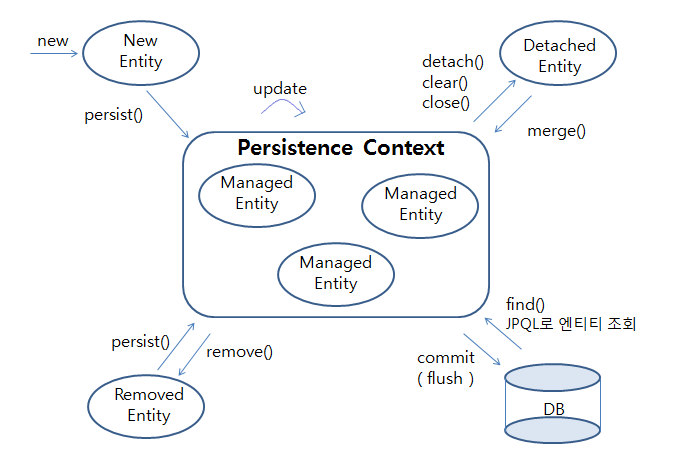 new
New
Entity
persist()
update
detach()
clear()
close()
Detached
Entity
merge()
Persistence Context
Managed
Entity
Managed
Entity
Managed
Entity
persist()
remove()
Removed
Entity
find()
JPQL로 엔티티 조회
commit
( flush )
DB